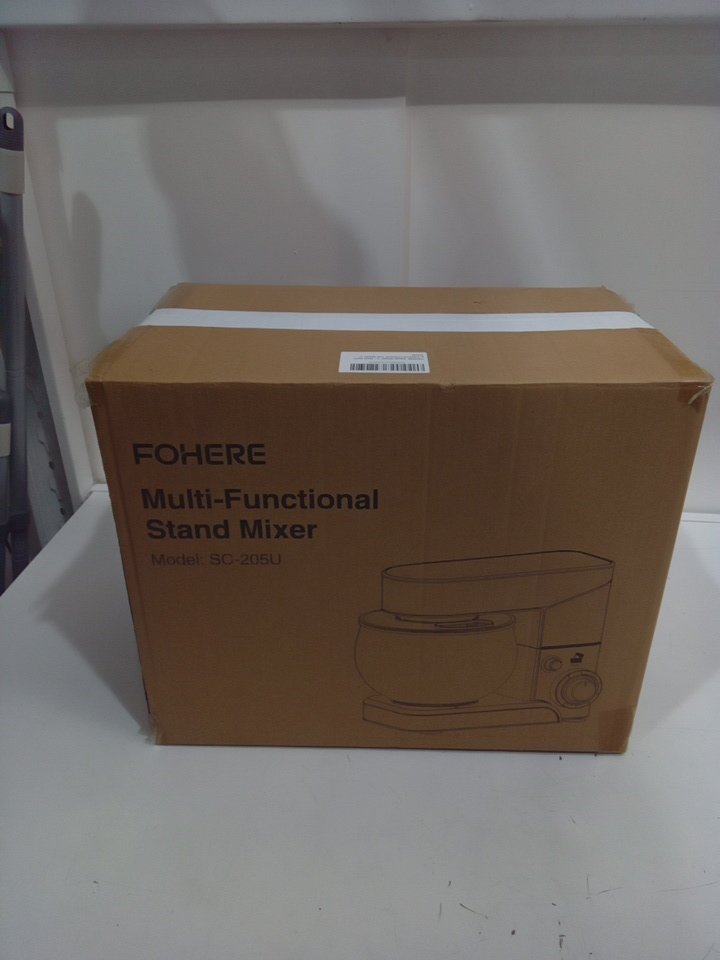 FOHERE
Multi-Functional
Stand Mixer
Model: SC-205U